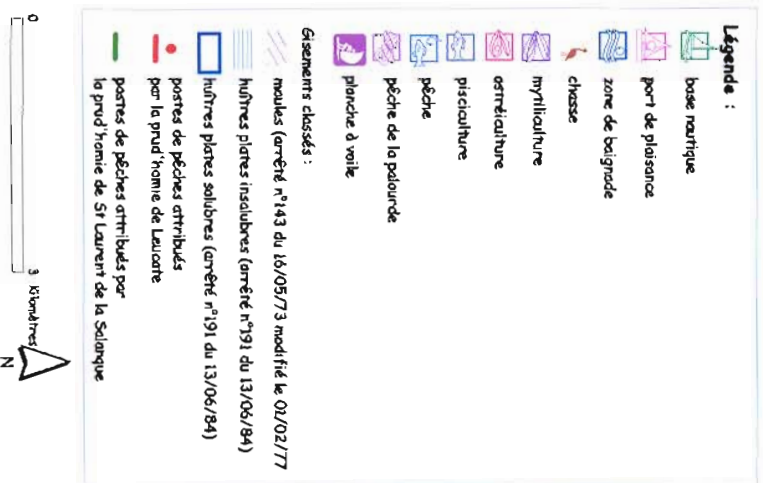 Légende :
base nautique
port de plaisance
zone de baignade
chasse
mytiliculture
ostréiculture
pisciculture
pêche
pêche de la palourde
planche à voile
Gisements classés :
moules (arrêté n°143 du 16/05/73 modifié le 02/02/77
huîtres plates insalubres (arrêté n°191 du 13/06/84)
huîtres plates salubres (arrêté n°191 du 13/06/84)
postes de pêches attribués
par la prud'homie de Leucate
postes de pêches attribués par
la prud'homie de St Laurent de la Salanque
0 3 Kilomètres
N